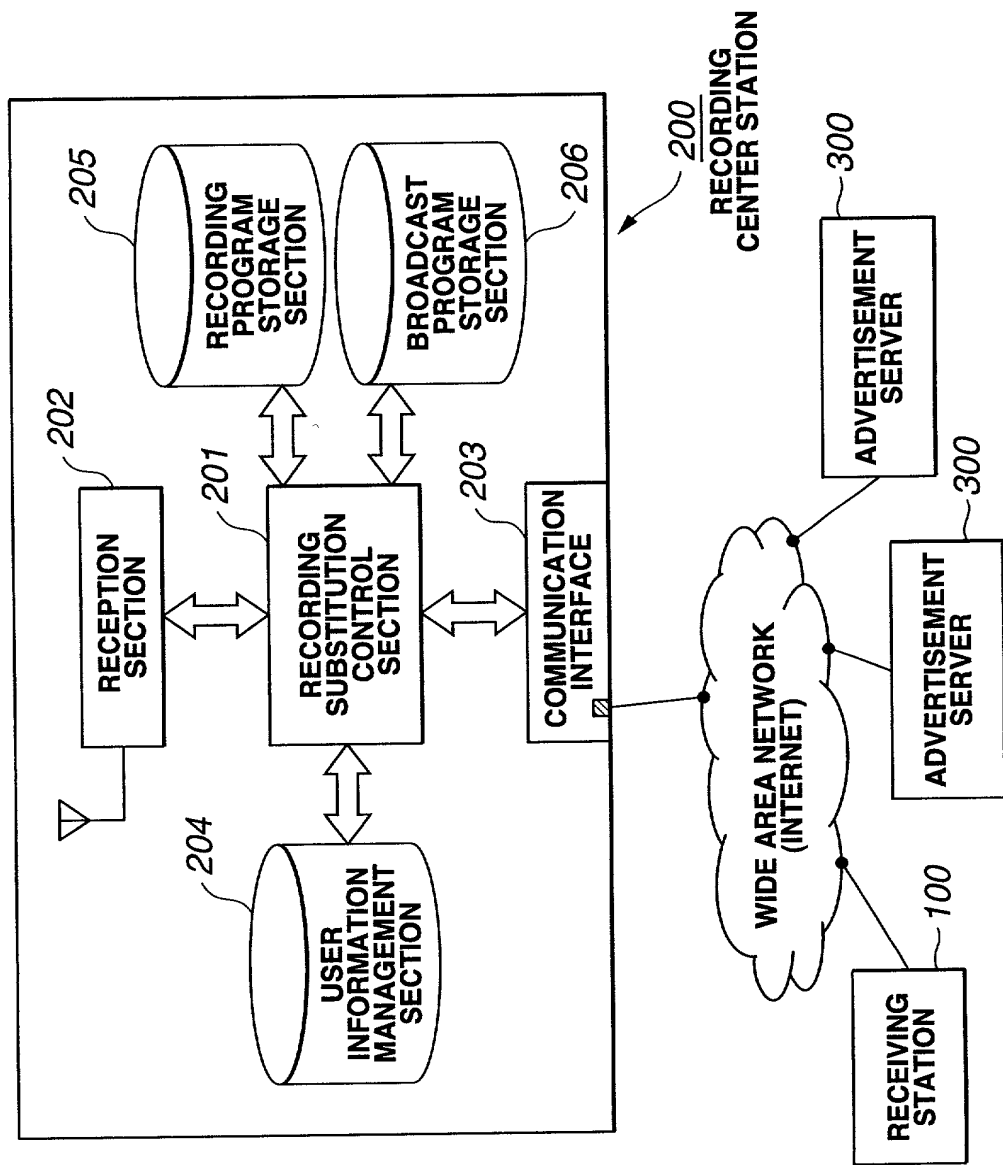 202
RECEPTION
SECTION
205
RECORDING
PROGRAM
STORAGE
SECTION
201
RECORDING
SUBSTITUTION
CONTROL
SECTION
204
USER
INFORMATION
MANAGEMENT
SECTION
BROADCAST
PROGRAM
STORAGE
SECTION
206
203
COMMUNICATION
INTERFACE
200
RECORDING
CENTER STATION
WIDE AREA NETWORK
(INTERNET)
300
ADVERTISEMENT
SERVER
300
ADVERTISEMENT
SERVER
100
RECEIVING
STATION